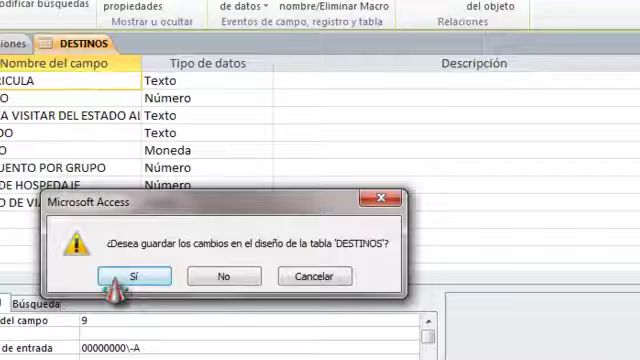 modificar búsquedas
de datos
nombre/Eliminar Macro
del objeto
Mostrar u ocultar
Eventos de campo, registro y tabla
Relaciones
iones
DESTINOS
Nombre del campo
Tipo de datos
Descripción
RICULA
Texto
O
Número
A VISITAR DEL ESTADO AL
Texto
DO
Texto
O
Moneda
UENTO POR GRUPO
Número
DE HOSPEDAJE
Número
O DE VI
Microsoft Access
¿Desea guardar los cambios en el diseño de la tabla 'DESTINOS'?
Sí
No
Cancelar
Búsqueda
del campo
9
de entrada
00000000\-A